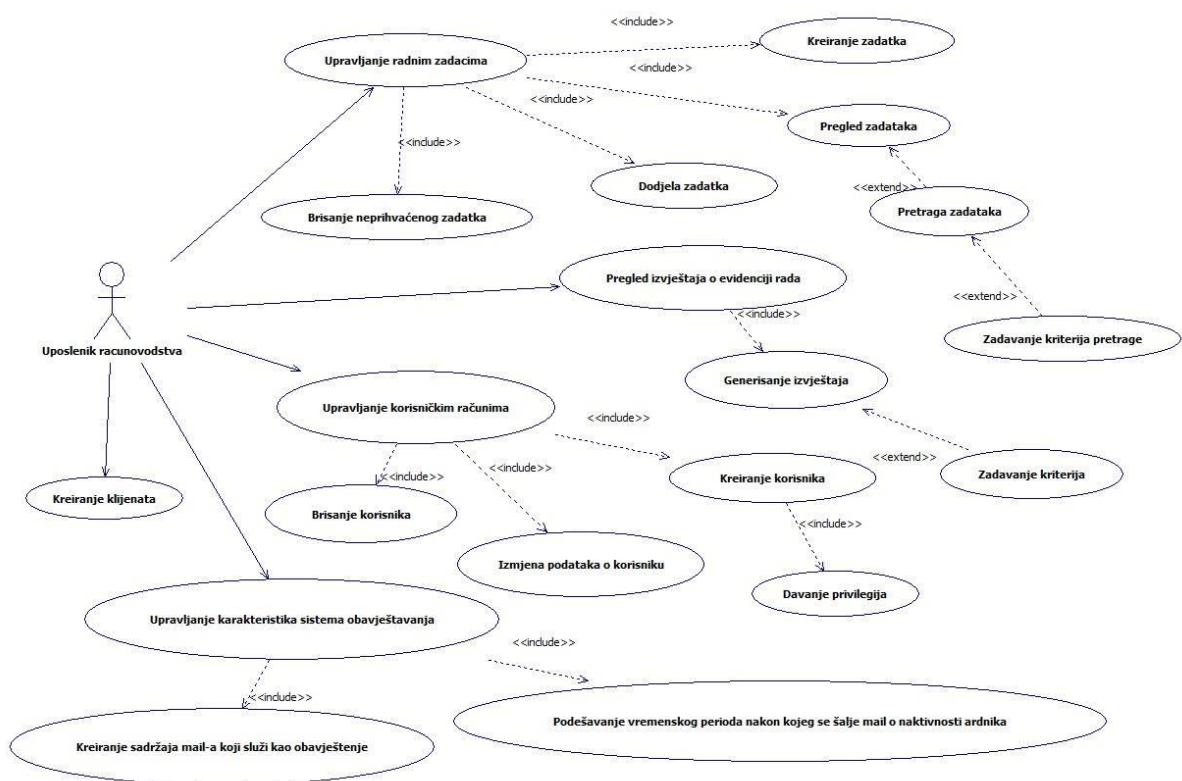 <<include>>
Kreiranje zadatka
Upravljanje radnim zadacima
<<include>>
<<include>>
Pregled zadataka
<<include>>
<<extend>>
Dodjela zadatka
Pretraga zadataka
Brisanje neprihvaćenog zadatka
Pregled izvještaja o evidenciji rada
<<extend>>
<<include>>
Zadavanje kriterija pretrage
Uposlenik racunovodstva
Generisanje izvještaja
Upravljanje korisničkim računima
<<include>>
<<extend>>
<<include>>
<<include>>
Kreiranje korisnika
Zadavanje kriterija
Kreiranje klijenata
Brisanje korisnika
<<include>>
Izmjena podataka o korisniku
Davanje privilegija
Upravljanje karakteristika sistema obavještavanja
<<include>>
<<include>>
Podešavanje vremenskog perioda nakon kojeg se šalje mail o naktivnosti ardnika
Kreiranje sadržaja mail-a koji služi kao obavještenje